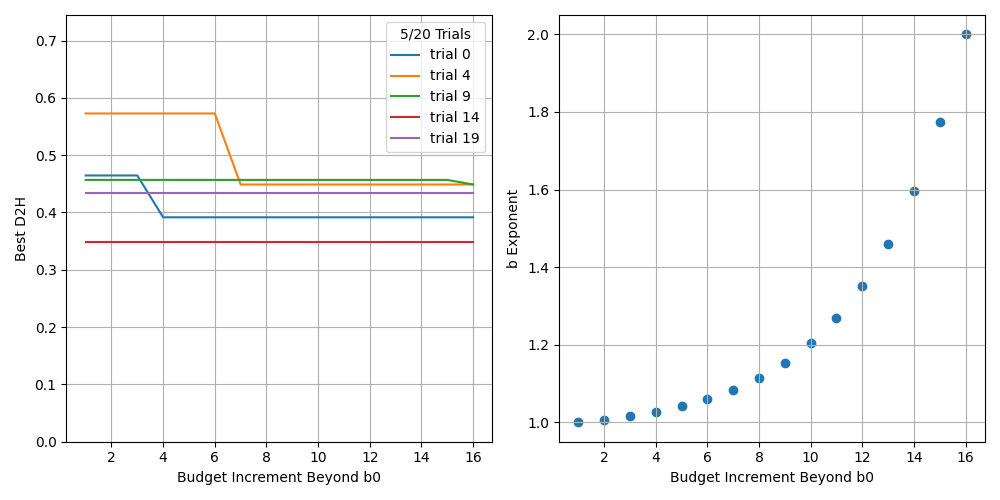 5/20 Trials
trial 0
trial 4
trial 9
trial 14
trial 19
Best D2H
0.7
0.6
0.5
0.4
0.3
0.2
0.1
0.0
2 4 6 8 10 12 14 16
Budget Increment Beyond b0
b Exponent
2.0
1.8
1.6
1.4
1.2
1.0
2 4 6 8 10 12 14 16
Budget Increment Beyond b0